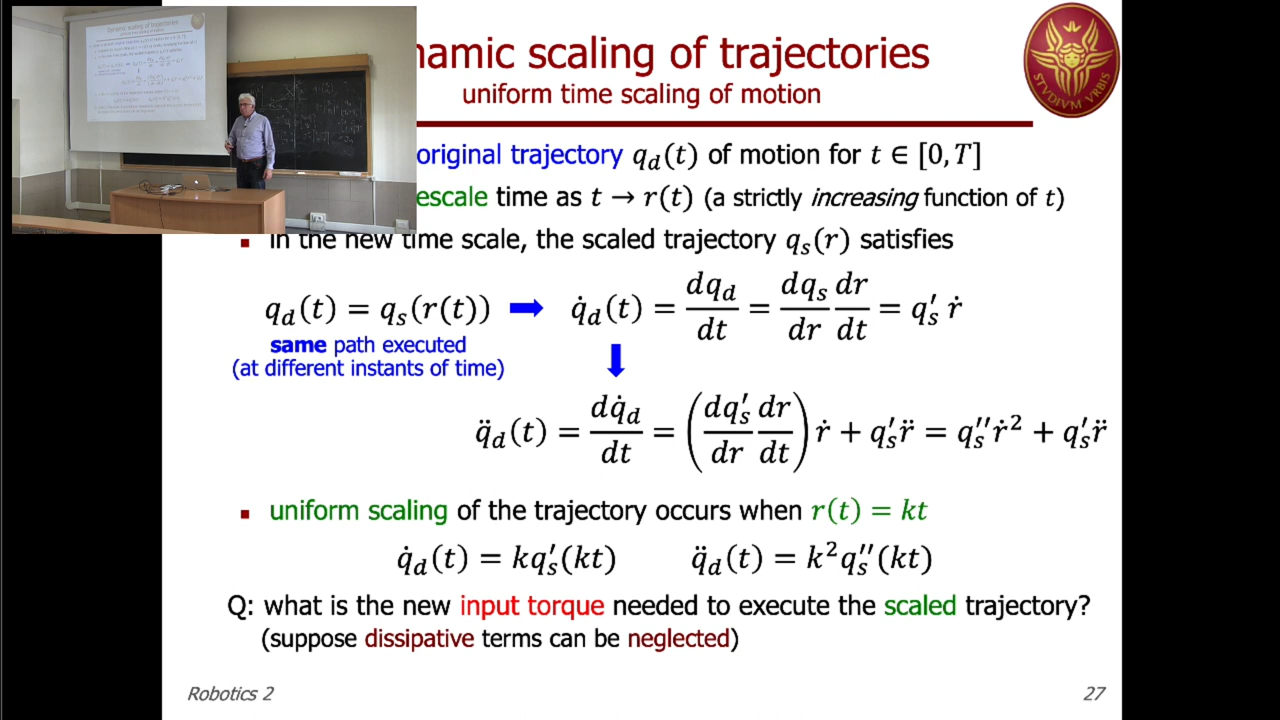 namic scaling of trajectories
uniform time scaling of motion
STVDIVM VRBIS
original trajectory q_d(t) of motion for t ∈ [0, T]
escale time as t → r(t) (a strictly increasing function of t)
▪ in the new time scale, the scaled trajectory q_s(r) satisfies
q_d(t) = q_s(r(t)) ➡ q̇_d(t) = dq_d/dt = dq_s/dr dr/dt = q_s′ ṙ
same path executed
(at different instants of time)
q̈_d(t) = dq̇_d/dt = (dq_s′/dr dr/dt) ṙ + q_s′r̈ = q_s″ṙ² + q_s′r̈
▪ uniform scaling of the trajectory occurs when r(t) = kt
q̇_d(t) = kq_s′(kt) q̈_d(t) = k²q_s″(kt)
Q: what is the new input torque needed to execute the scaled trajectory?
(suppose dissipative terms can be neglected)
Robotics 2 27